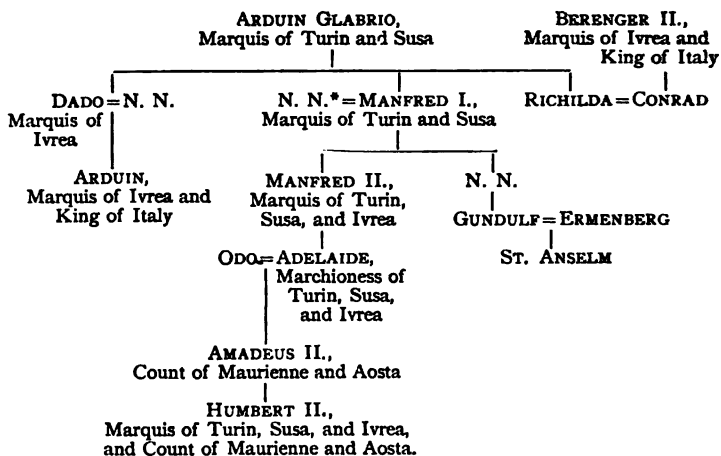 ARDUIN GLABRIO,
Marquis of Turin and Susa
BERENGER II.,
Marquis of Ivrea and
King of Italy
DADO=N. N.
Marquis of
Ivrea
N. N.*=MANFRED I.,
Marquis of Turin and Susa
RICHILDA=CONRAD
ARDUIN,
Marquis of Ivrea and
King of Italy
MANFRED II.,
Marquis of Turin,
Susa, and Ivrea
N. N.
GUNDULF=ERMENBERG
ST. ANSELM
ODO=ADELAIDE,
Marchioness of
Turin, Susa,
and Ivrea
AMADEUS II.,
Count of Maurienne and Aosta
HUMBERT II.,
Marquis of Turin, Susa, and Ivrea,
and Count of Maurienne and Aosta.